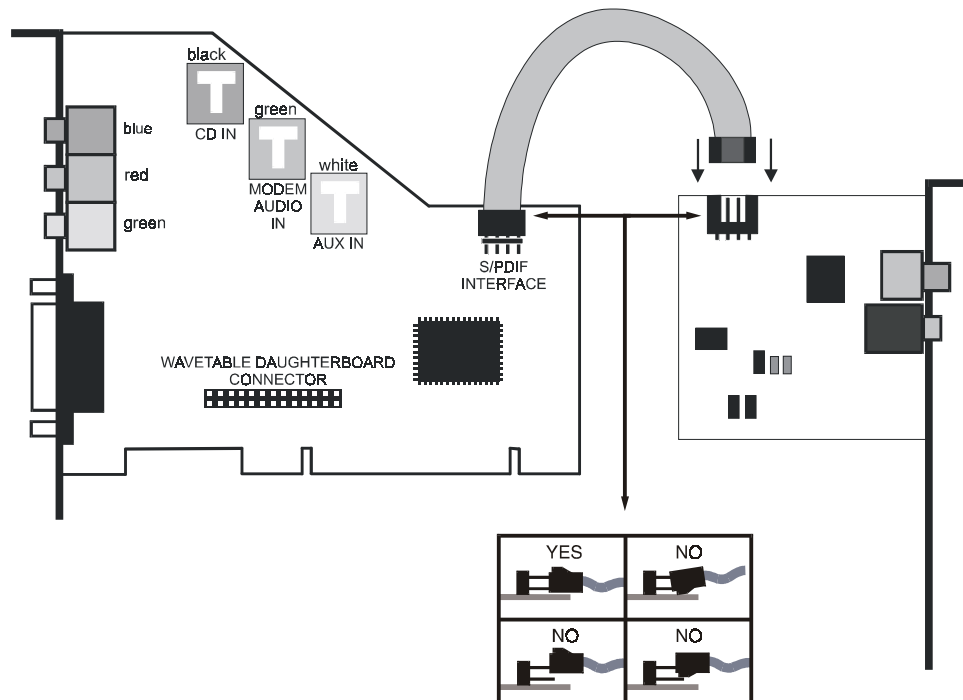 black
green
CD IN
blue
white
MODEM
AUDIO
IN
red
green
AUX IN
S/PDIF
INTERFACE
WAVETABLE DAUGHTERBOARD
CONNECTOR
YES
NO
NO
NO